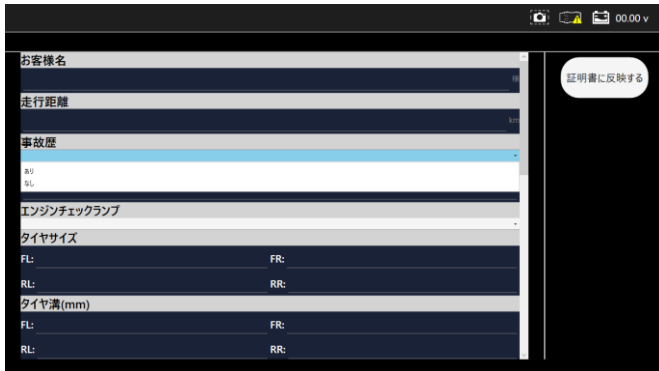 00.00 v
お客様名
様
証明書に反映する
走行距離
km
事故歴
あり
なし
エンジンチェックランプ
タイヤサイズ
FL: FR:
RL: RR:
タイヤ溝(mm)
FL: FR:
RL: RR: